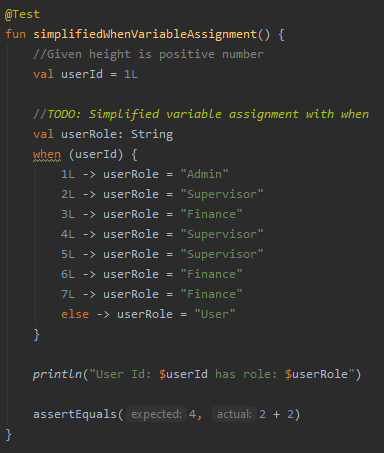 @Test
fun simplifiedWhenVariableAssignment() {
    //Given height is positive number
    val userId = 1L

    //TODO: Simplified variable assignment with when
    val userRole: String
    when (userId) {
        1L -> userRole = "Admin"
        2L -> userRole = "Supervisor"
        3L -> userRole = "Finance"
        4L -> userRole = "Supervisor"
        5L -> userRole = "Supervisor"
        6L -> userRole = "Finance"
        7L -> userRole = "Finance"
        else -> userRole = "User"
    }

    println("User Id: $userId has role: $userRole")

    assertEquals( expected: 4, actual: 2 + 2)
}